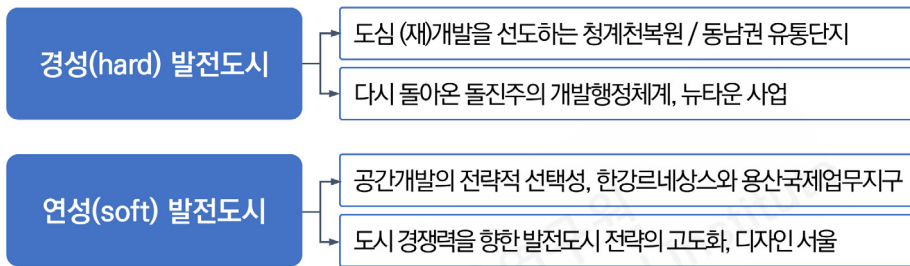 경성(hard) 발전도시
도심 (재)개발을 선도하는 청계천복원 / 동남권 유통단지
다시 돌아온 돌진주의 개발행정체계, 뉴타운 사업
연성(soft) 발전도시
공간개발의 전략적 선택성, 한강르네상스와 용산국제업무지구
도시 경쟁력을 향한 발전도시 전략의 고도화, 디자인 서울